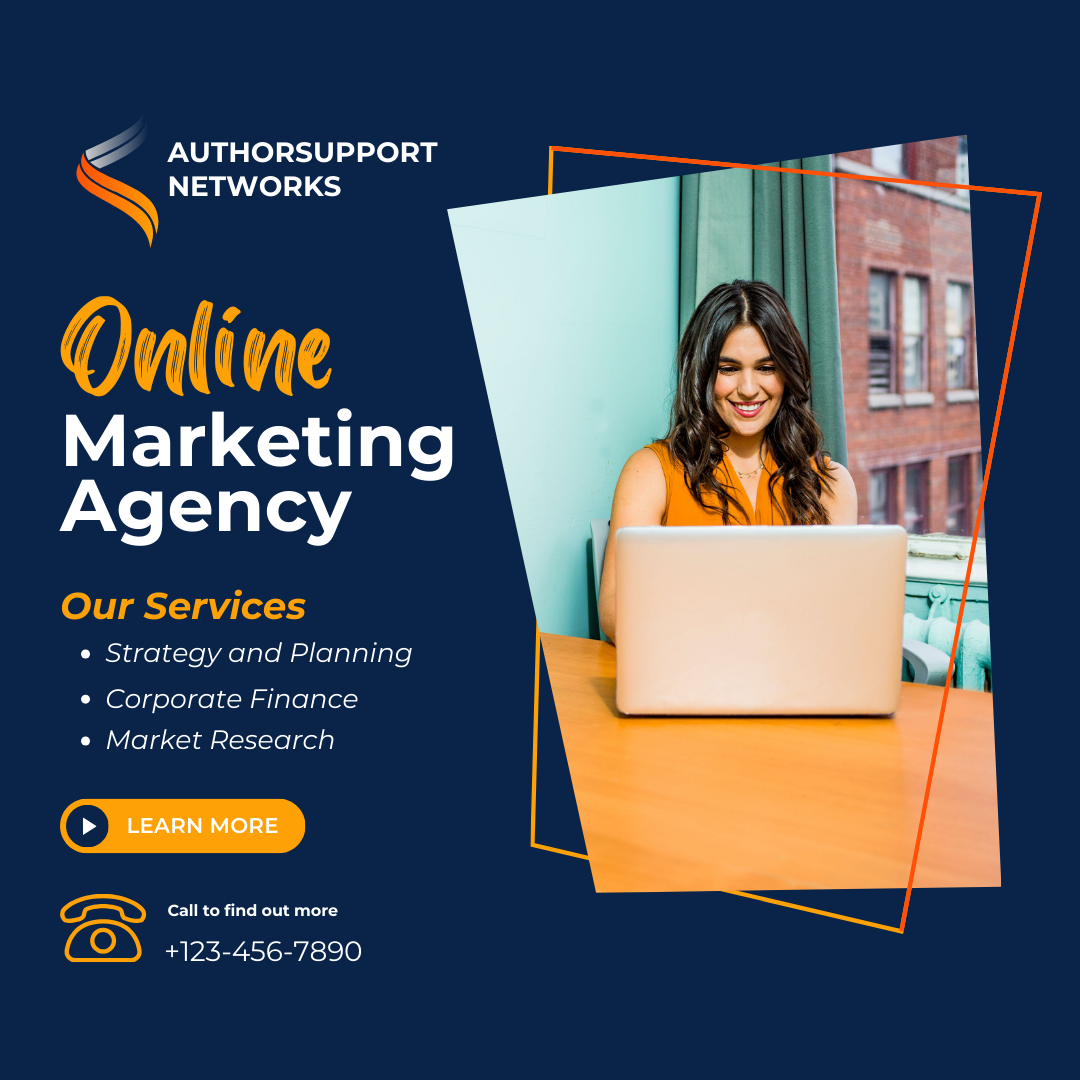 AUTHORSUPPORT
NETWORKS
Online
Marketing
Agency
Our Services
Strategy and Planning
Corporate Finance
Market Research
LEARN MORE
Call to find out more
+123-456-7890